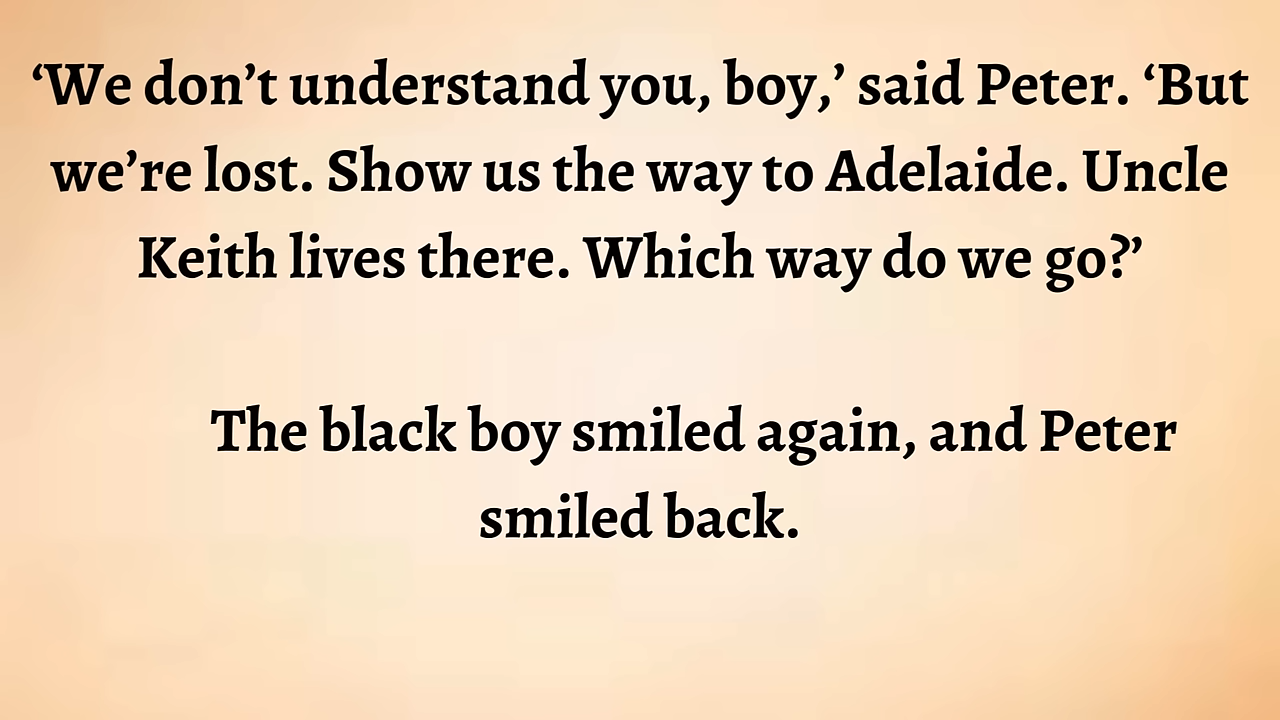 ‘We don’t understand you, boy,’ said Peter. ‘But
we’re lost. Show us the way to Adelaide. Uncle
Keith lives there. Which way do we go?’
The black boy smiled again, and Peter
smiled back.